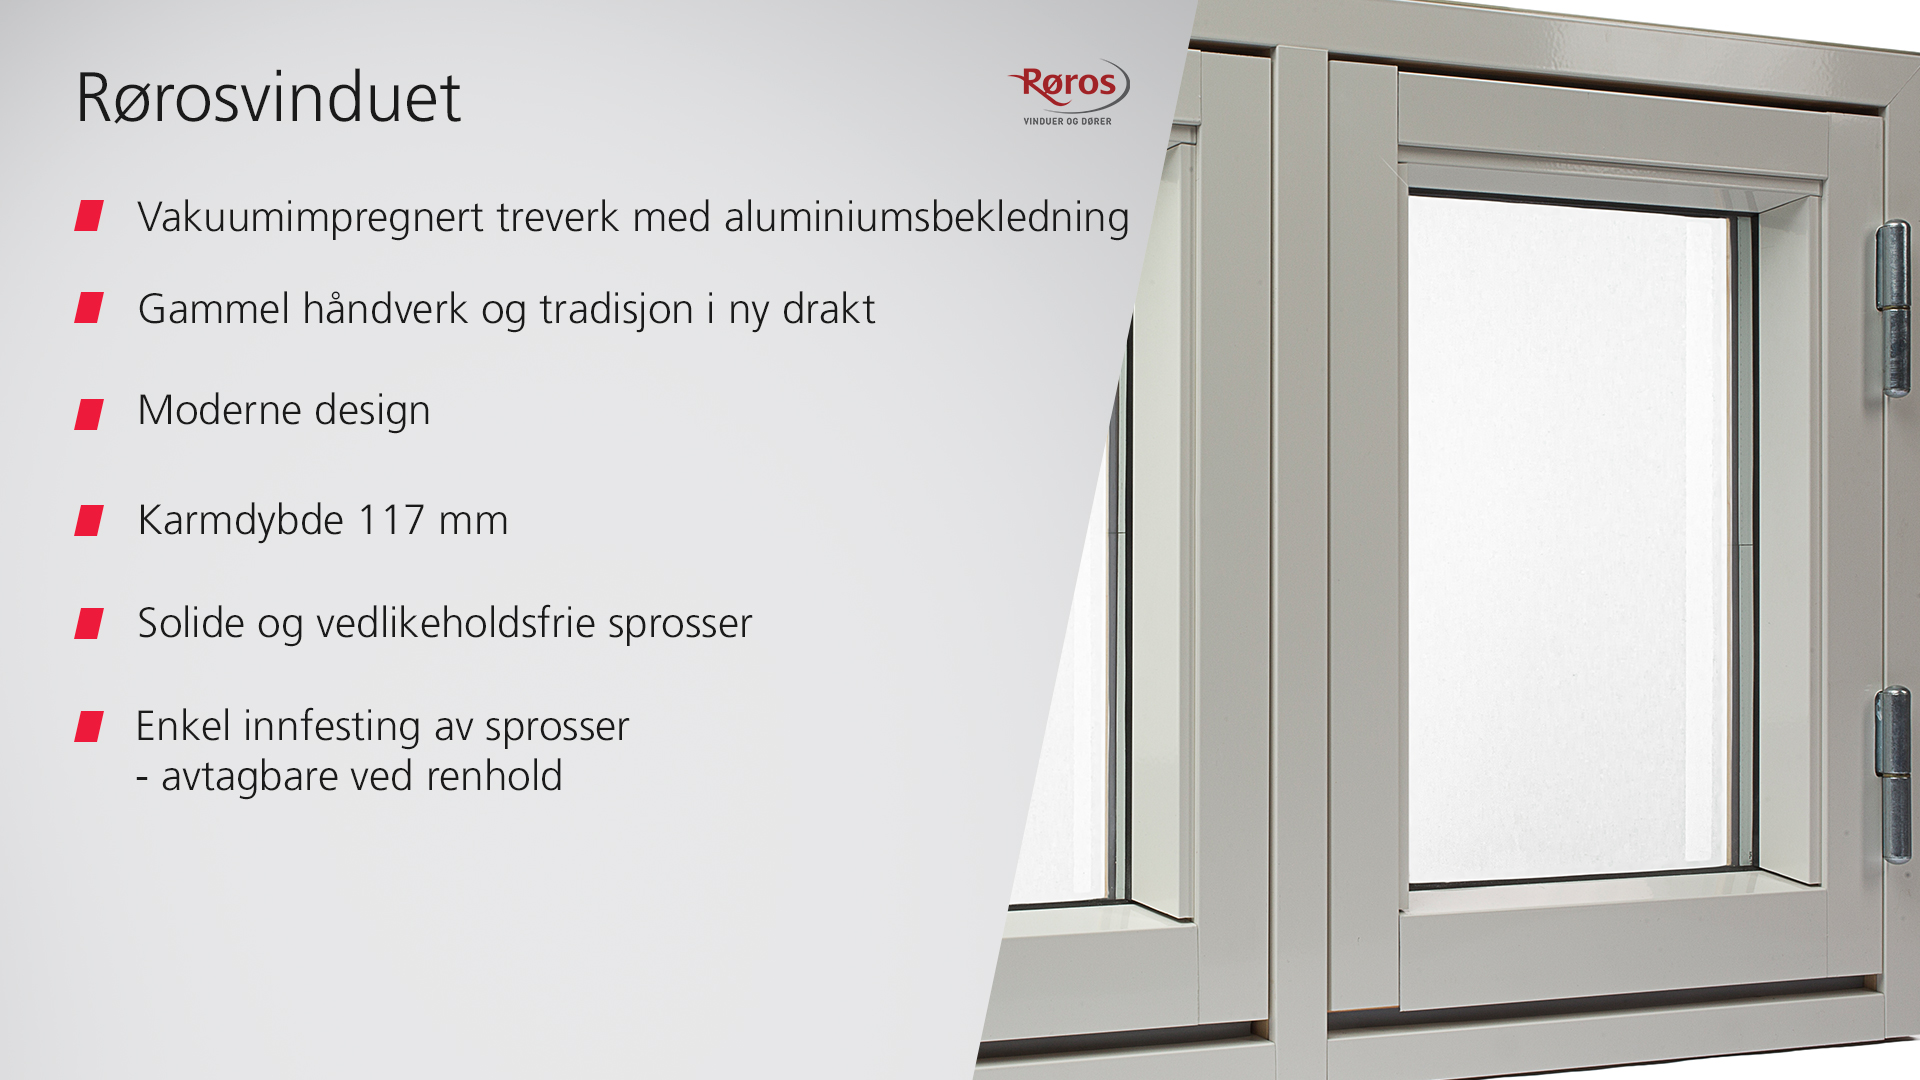 Rørosvinduet
Røros
VINDUER OG DØRER
Vakuumimpregnert treverk med aluminiumsbekledning
Gammel håndverk og tradisjon i ny drakt
Moderne design
Karmdybde 117 mm
Solide og vedlikeholdsfrie sprosser
Enkel innfesting av sprosser
- avtagbare ved renhold